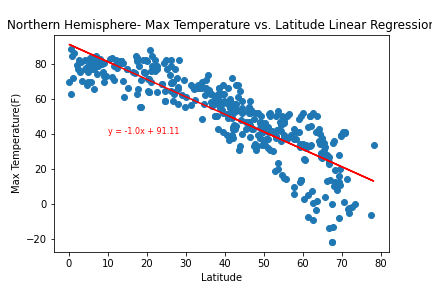 Northern Hemisphere- Max Temperature vs. Latitude Linear Regression
Max Temperature(F)
80
60
40
20
0
−20
y = -1.0x + 91.11
0 10 20 30 40 50 60 70 80
Latitude